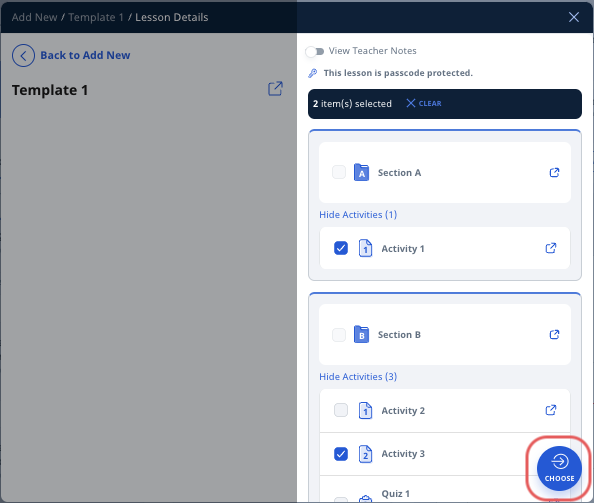 Add New / Template 1 / Lesson Details
Back to Add New
Template 1
View Teacher Notes
This lesson is passcode protected.
2 item(s) selected CLEAR
A Section A
Hide Activities (1)
1 Activity 1
B Section B
Hide Activities (3)
1 Activity 2
2 Activity 3
Quiz 1
CHOOSE